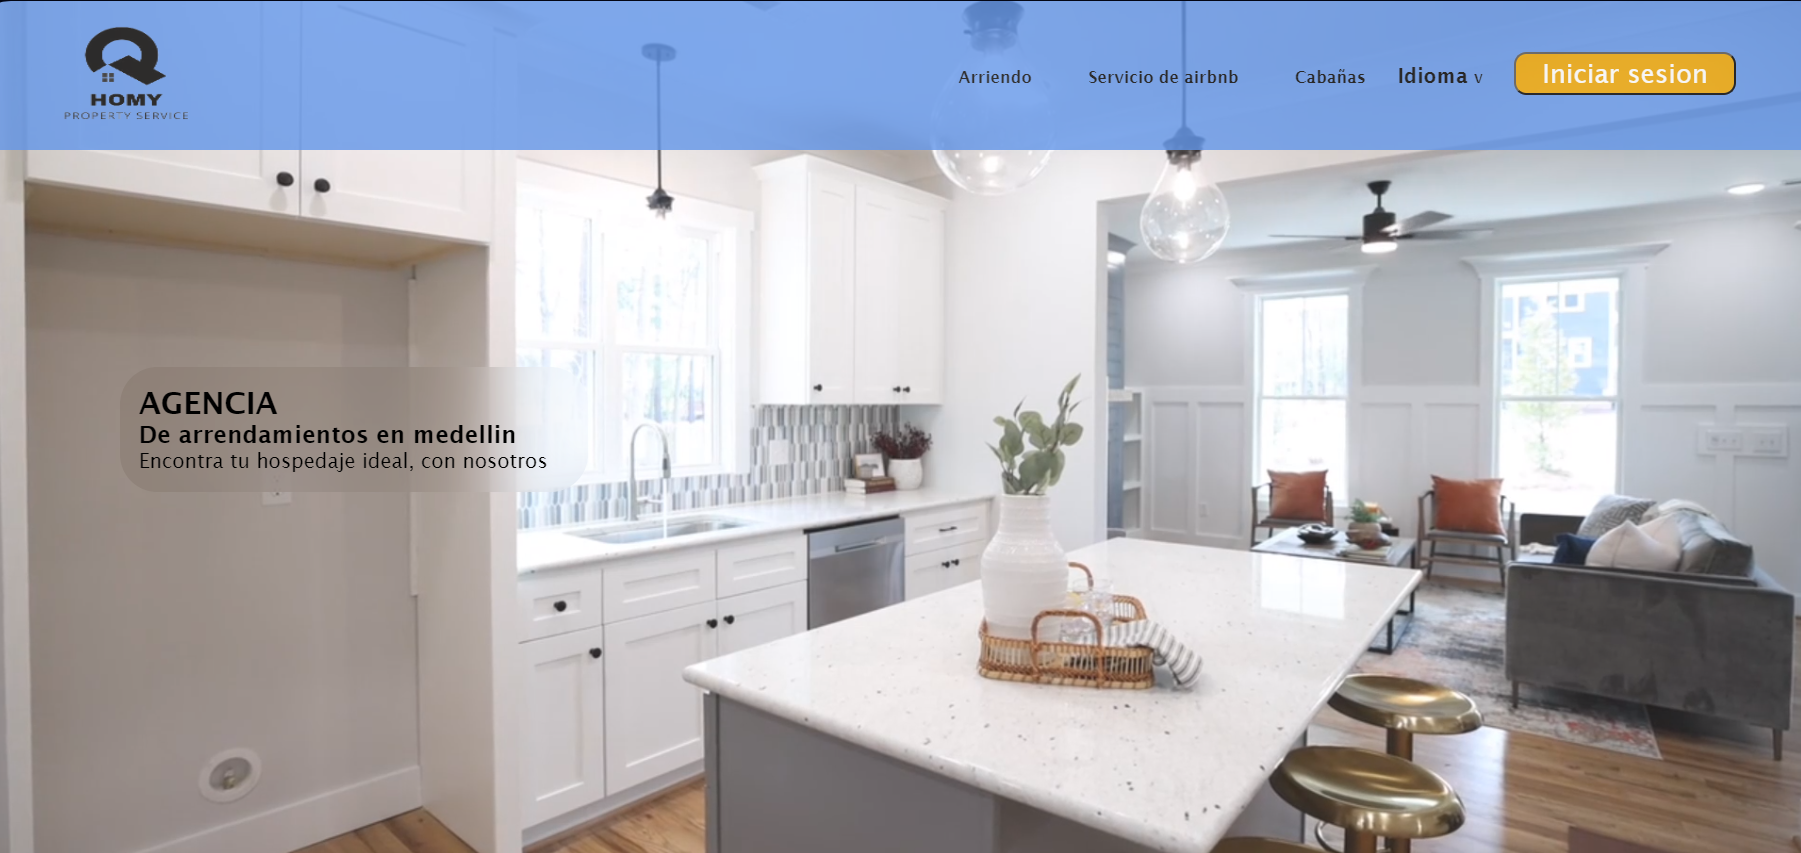 HOMY
PROPERTY SERVICE
Arriendo
Servicio de airbnb
Cabañas
Idioma v
Iniciar sesion
AGENCIA
De arrendamientos en medellin
Encontra tu hospedaje ideal, con nosotros